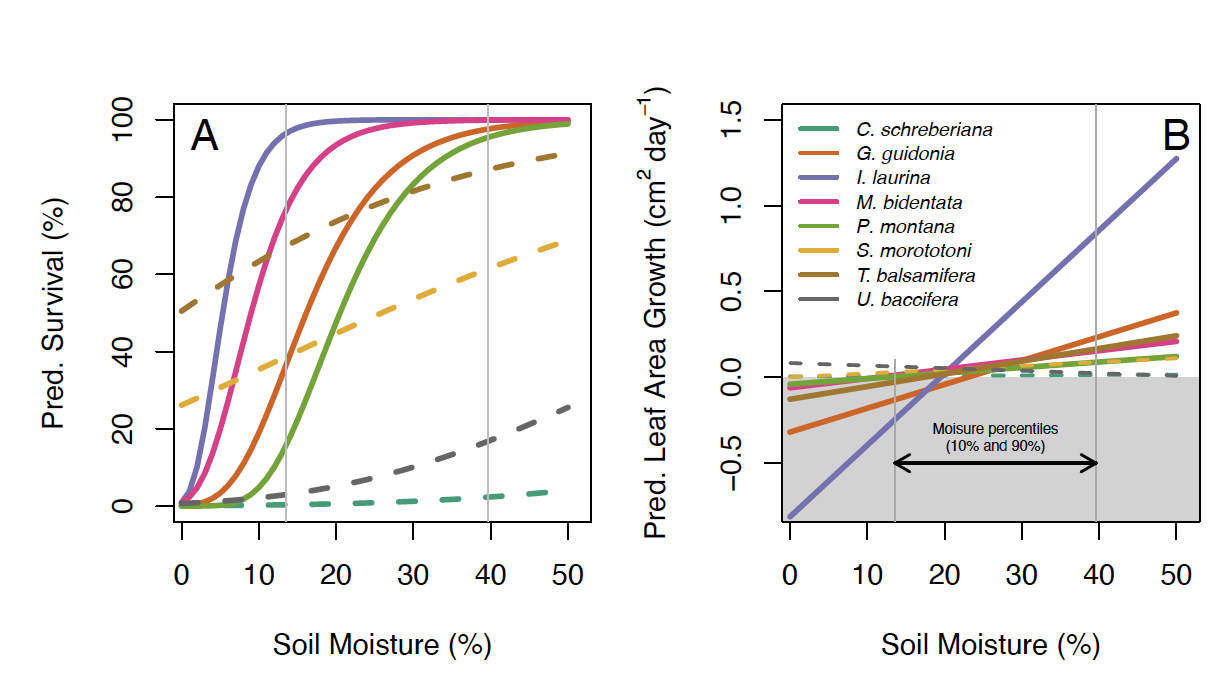 A
Pred. Survival (%)
100
80
60
40
20
0
0 10 20 30 40 50
Soil Moisture (%)
B
Pred. Leaf Area Growth (cm² day⁻¹)
1.5
1.0
0.5
0.0
−0.5
C. schreberiana
G. guidonia
I. laurina
M. bidentata
P. montana
S. morototoni
T. balsamifera
U. baccifera
Moisure percentiles
(10% and 90%)
0 10 20 30 40 50
Soil Moisture (%)